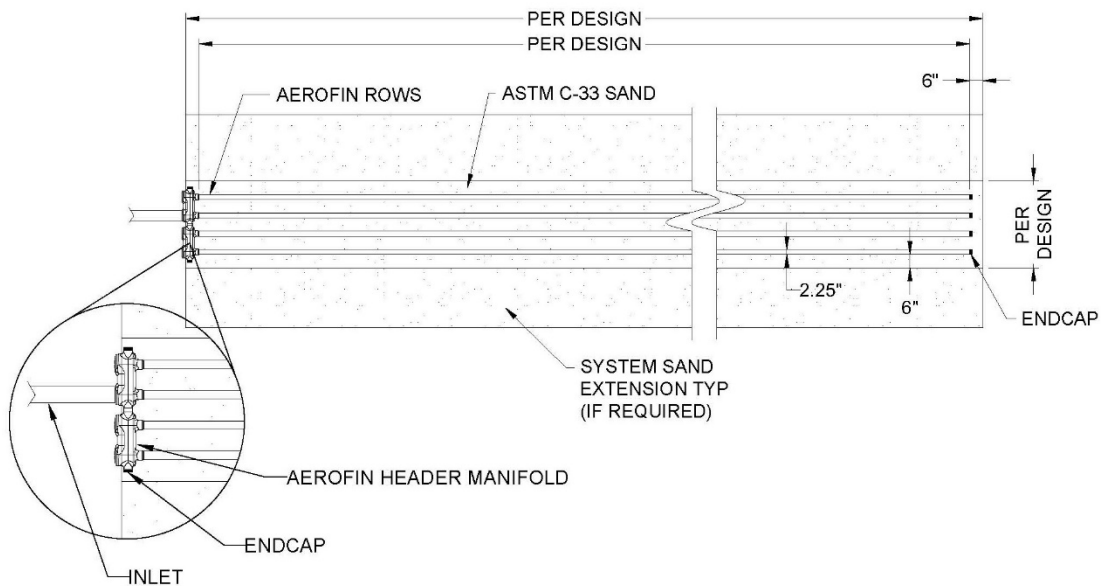 PER DESIGN
PER DESIGN
6"
AEROFIN ROWS
ASTM C-33 SAND
PER
DESIGN
2.25"
6"
ENDCAP
SYSTEM SAND
EXTENSION TYP
(IF REQUIRED)
AEROFIN HEADER MANIFOLD
ENDCAP
INLET